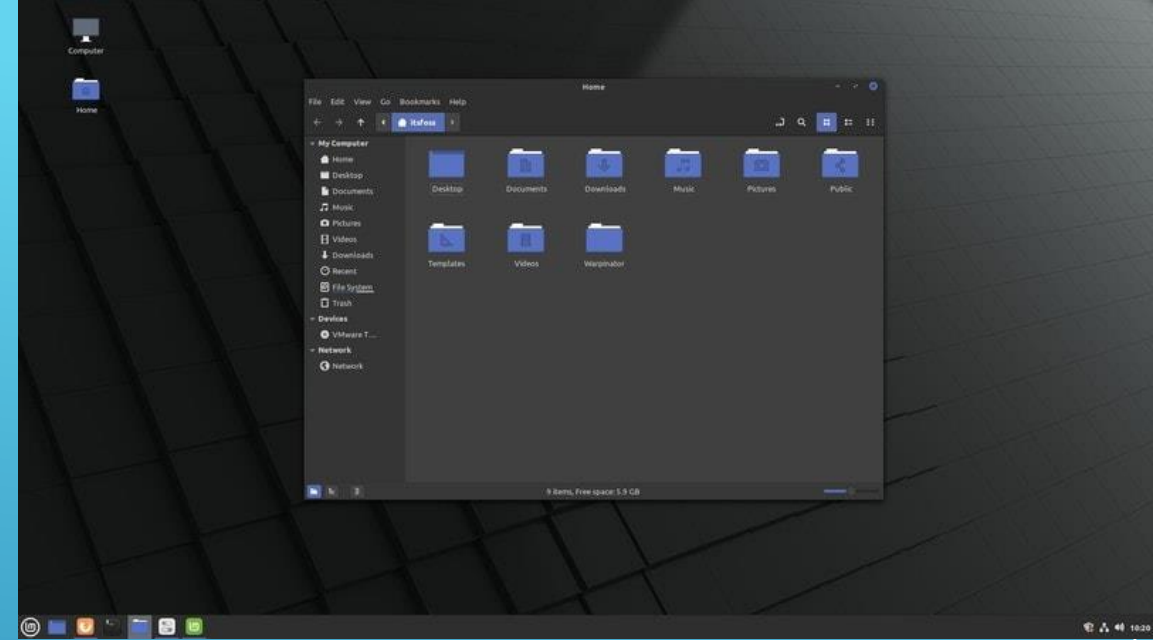 Computer
Home
Home
File Edit View Go Bookmarks Help
itsfoss
My Computer
Home
Desktop
Documents
Music
Pictures
Videos
Downloads
Recent
File System
Trash
Devices
VMware T...
Network
Network
Desktop Documents Downloads Music Pictures Public
Templates Videos Warpinator
9 items, Free space: 5.9 GB
10:20